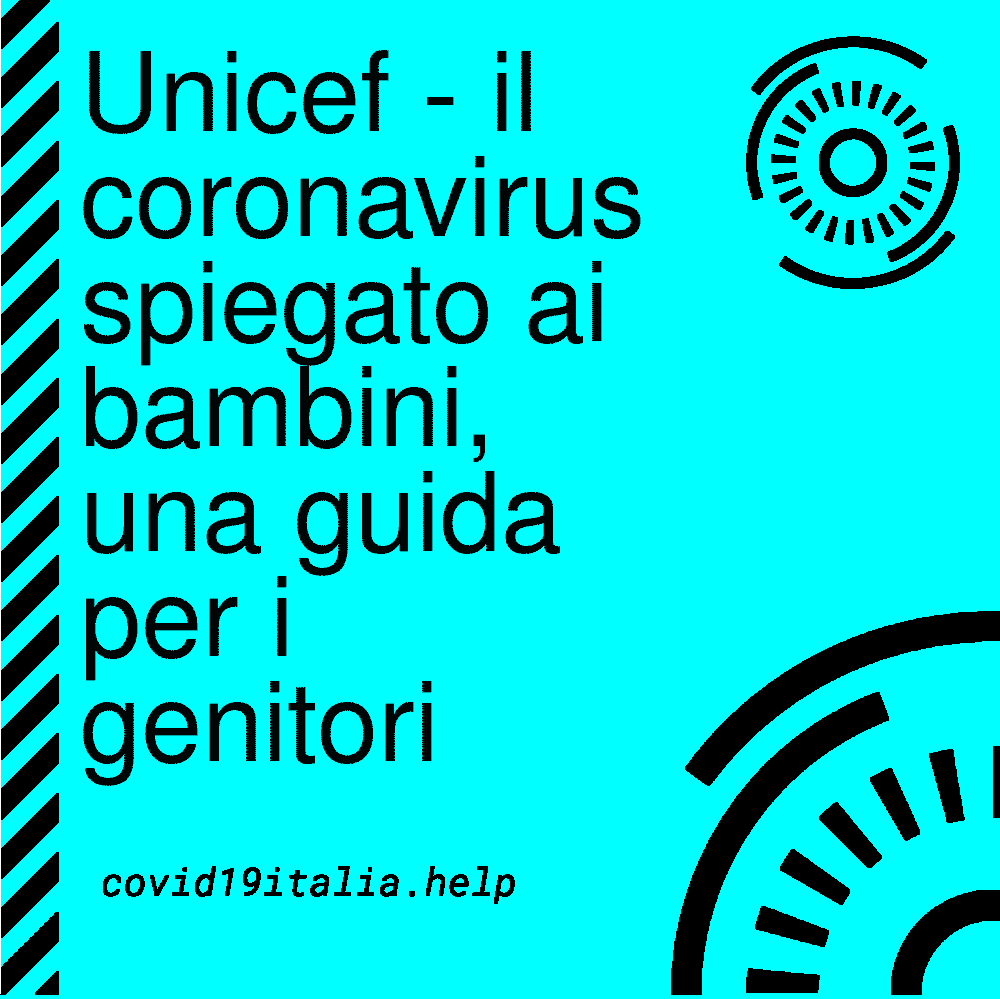 Unicef - il
coronavirus
spiegato ai
bambini,
una guida
per i
genitori
covid19italia.help